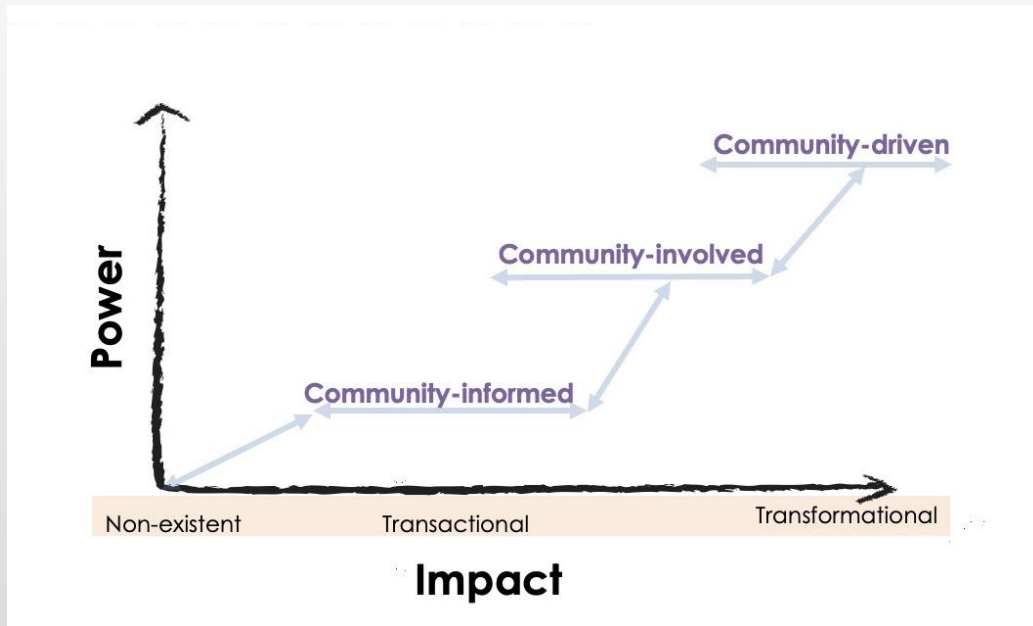 Community-driven
Community-involved
Power
Community-informed
Non-existent
Transactional
Transformational
Impact